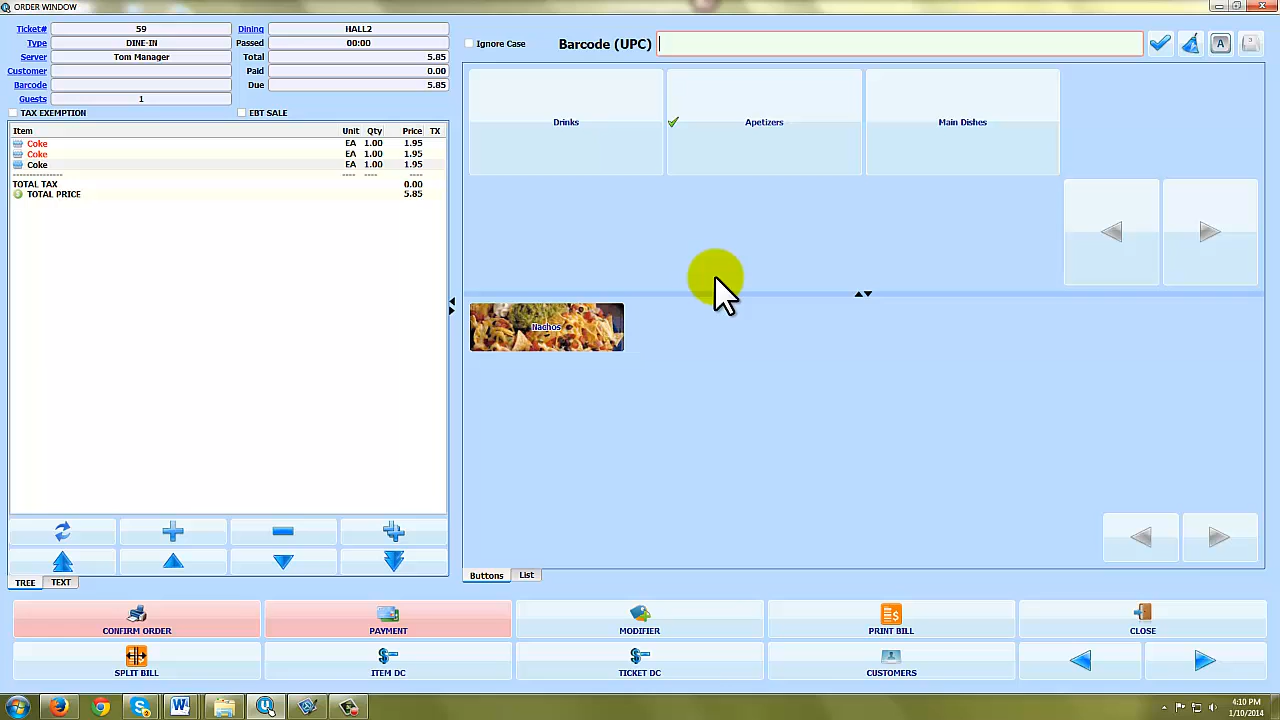 ORDER WINDOW
Ticket# 59 Dining HALL2
Type DINE-IN Passed 00:00
Server Tom Manager Total 5.85
Customer Paid 0.00
Barcode Due 5.85
Guests 1
TAX EXEMPTION EBT SALE
Ignore Case Barcode (UPC) A 3
Item Unit Qty Price TX
Coke EA 1.00 1.95
Coke EA 1.00 1.95
Coke EA 1.00 1.95
--------------- ---- ---- ----
TOTAL TAX 0.00
TOTAL PRICE 5.85
Drinks Apetizers Main Dishes
Nachos
TREE TEXT
Buttons List
CONFIRM ORDER PAYMENT MODIFIER PRINT BILL CLOSE
SPLIT BILL ITEM DC TICKET DC CUSTOMERS
4:10 PM
1/10/2014